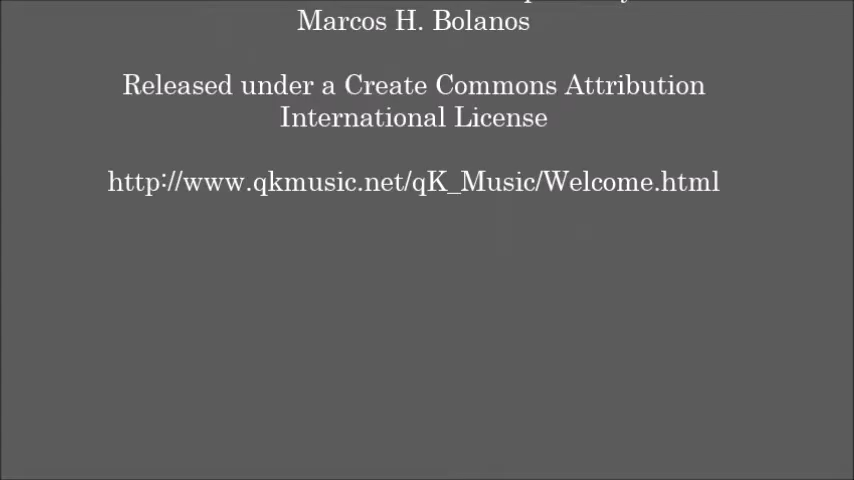 Marcos H. Bolanos
Released under a Create Commons Attribution
International License
http://www.qkmusic.net/qK_Music/Welcome.html